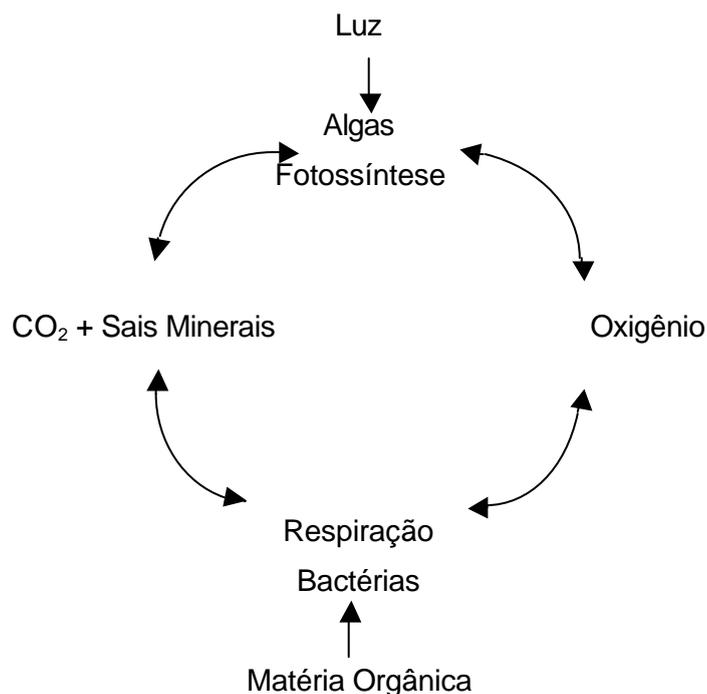 Luz
Algas
Fotossíntese
CO₂ + Sais Minerais
Oxigênio
Respiração
Bactérias
Matéria Orgânica